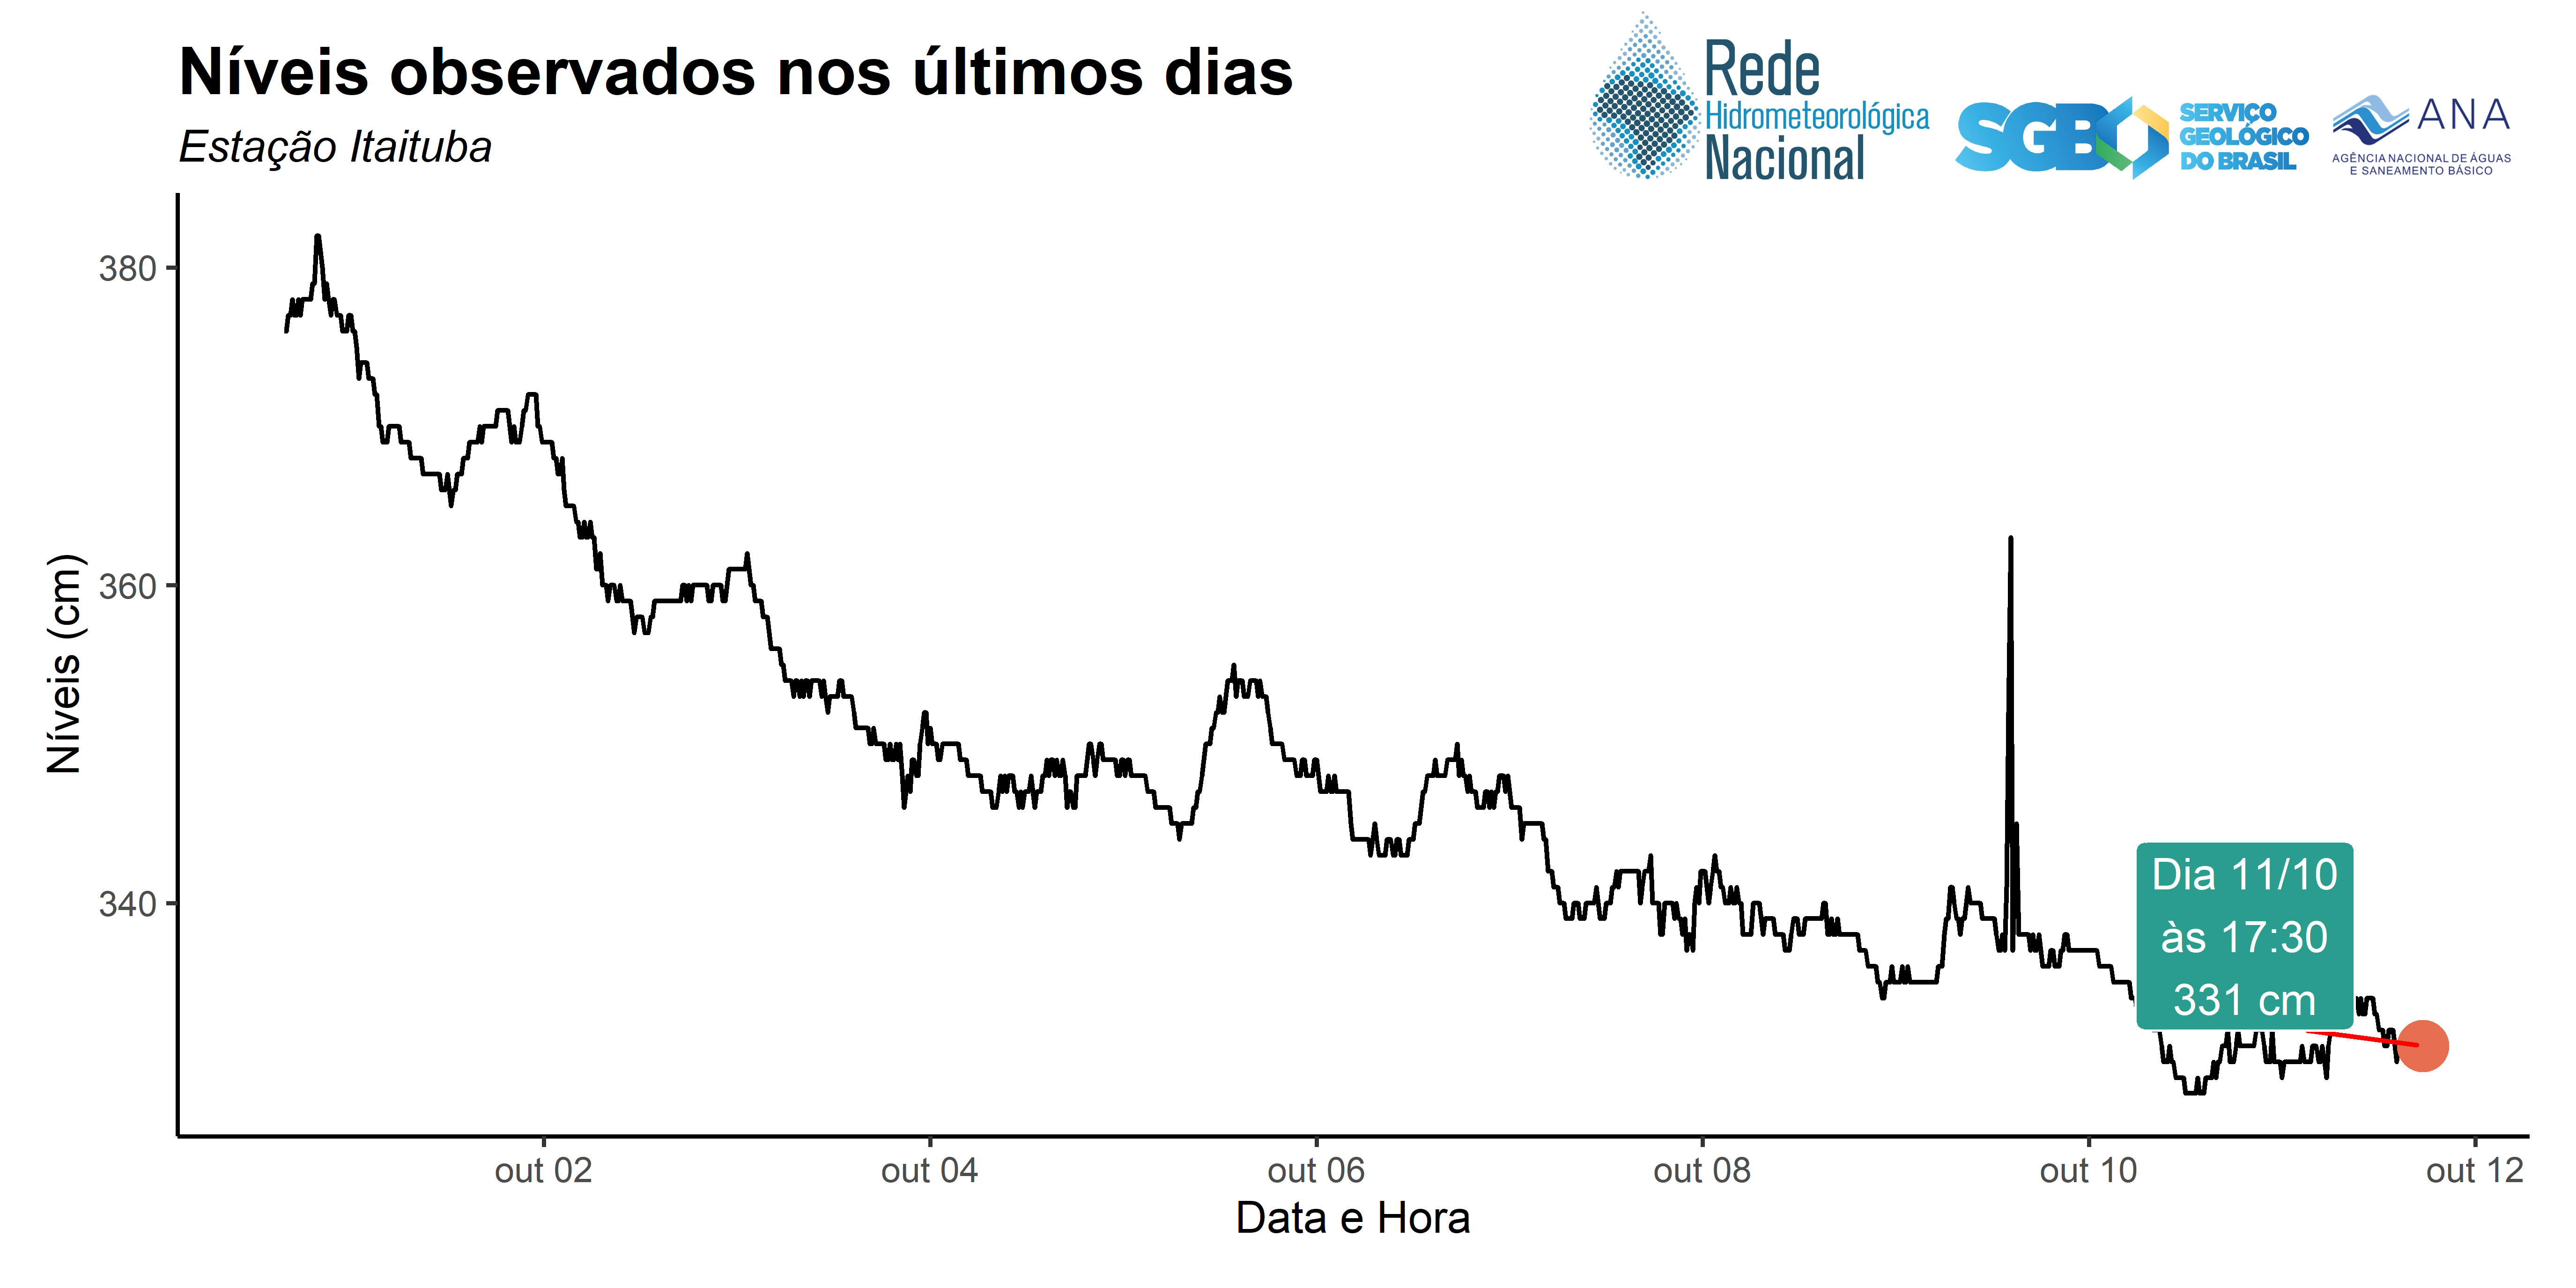 Níveis observados nos últimos dias
Estação Itaituba
Rede
Hidrometeorológica
Nacional
SGB
SERVIÇO
GEOLÓGICO
DO BRASIL
ANA
AGÊNCIA NACIONAL DE ÁGUAS
E SANEAMENTO BÁSICO
Níveis (cm)
380
360
340
Dia 11/10
às 17:30
331 cm
out 02
out 04
out 06
out 08
out 10
out 12
Data e Hora